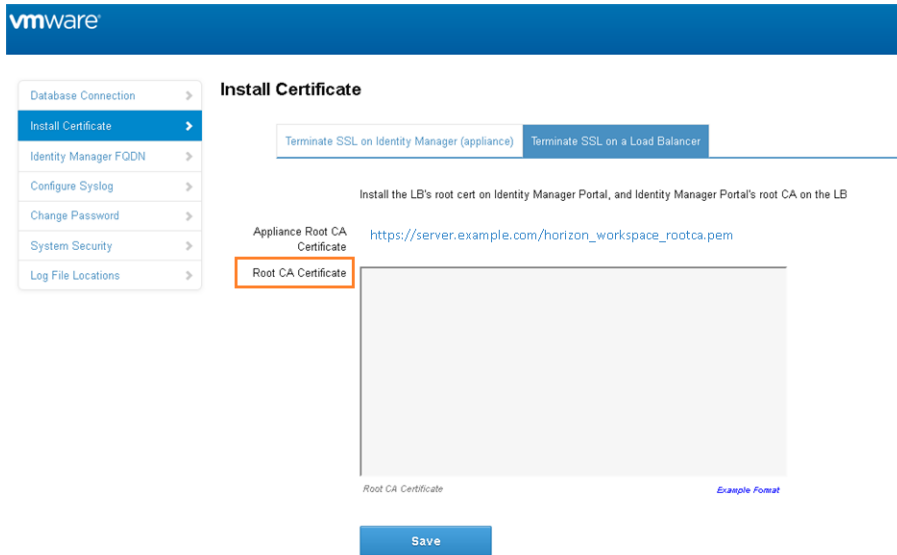 vmware
Install Certificate
Database Connection
Install Certificate
Identity Manager FQDN
Configure Syslog
Change Password
System Security
Log File Locations
Terminate SSL on Identity Manager (appliance)
Terminate SSL on a Load Balancer
Install the LB's root cert on Identity Manager Portal, and Identity Manager Portal's root CA on the LB
Appliance Root CA
Certificate
https://server.example.com/horizon_workspace_rootca.pem
Root CA Certificate
Root CA Certificate
Example Format
Save